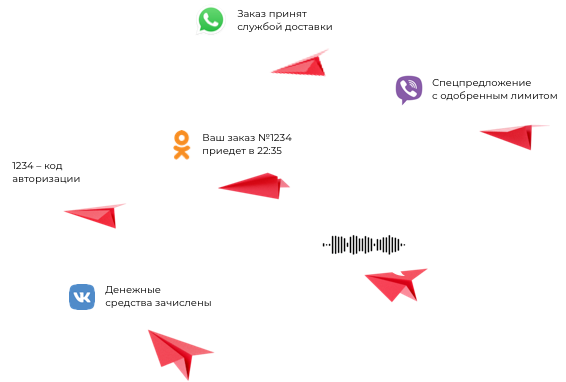 Заказ принят
службой доставки
Спецпредложение
с одобренным лимитом
Ваш заказ №1234
приедет в 22:35
1234 – код
авторизации
Денежные
средства зачислены